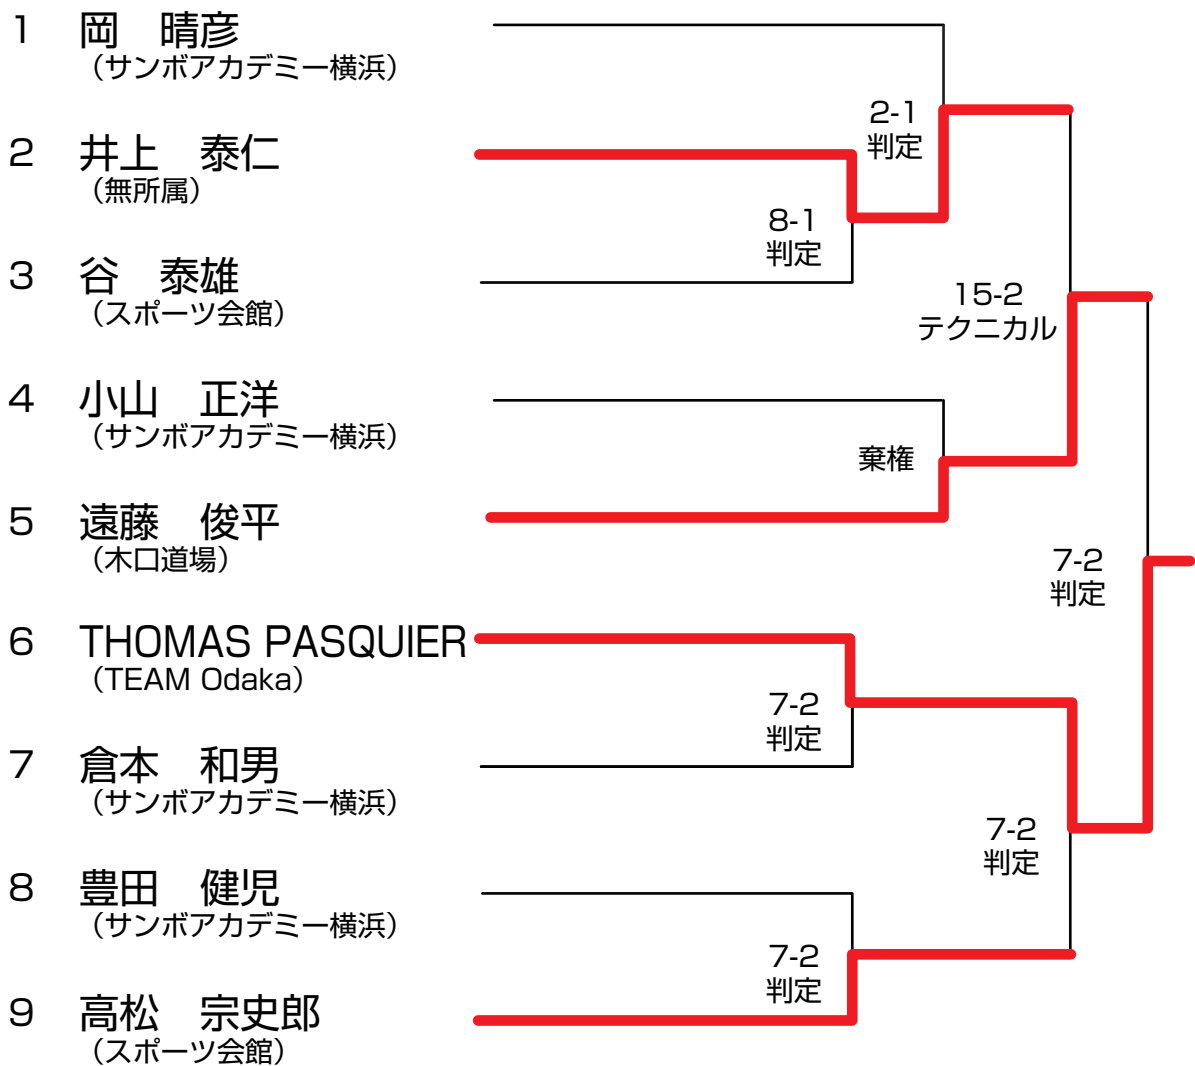 1 岡　晴彦
（サンボアカデミー横浜）
2-1
判定
2 井上　泰仁
（無所属）
8-1
判定
3 谷　泰雄
（スポーツ会館）
15-2
テクニカル
4 小山　正洋
（サンボアカデミー横浜）
棄権
5 遠藤　俊平
（木口道場）
7-2
判定
6 THOMAS PASQUIER
（TEAM Odaka）
7-2
判定
7 倉本　和男
（サンボアカデミー横浜）
7-2
判定
8 豊田　健児
（サンボアカデミー横浜）
7-2
判定
9 高松　宗史郎
（スポーツ会館）